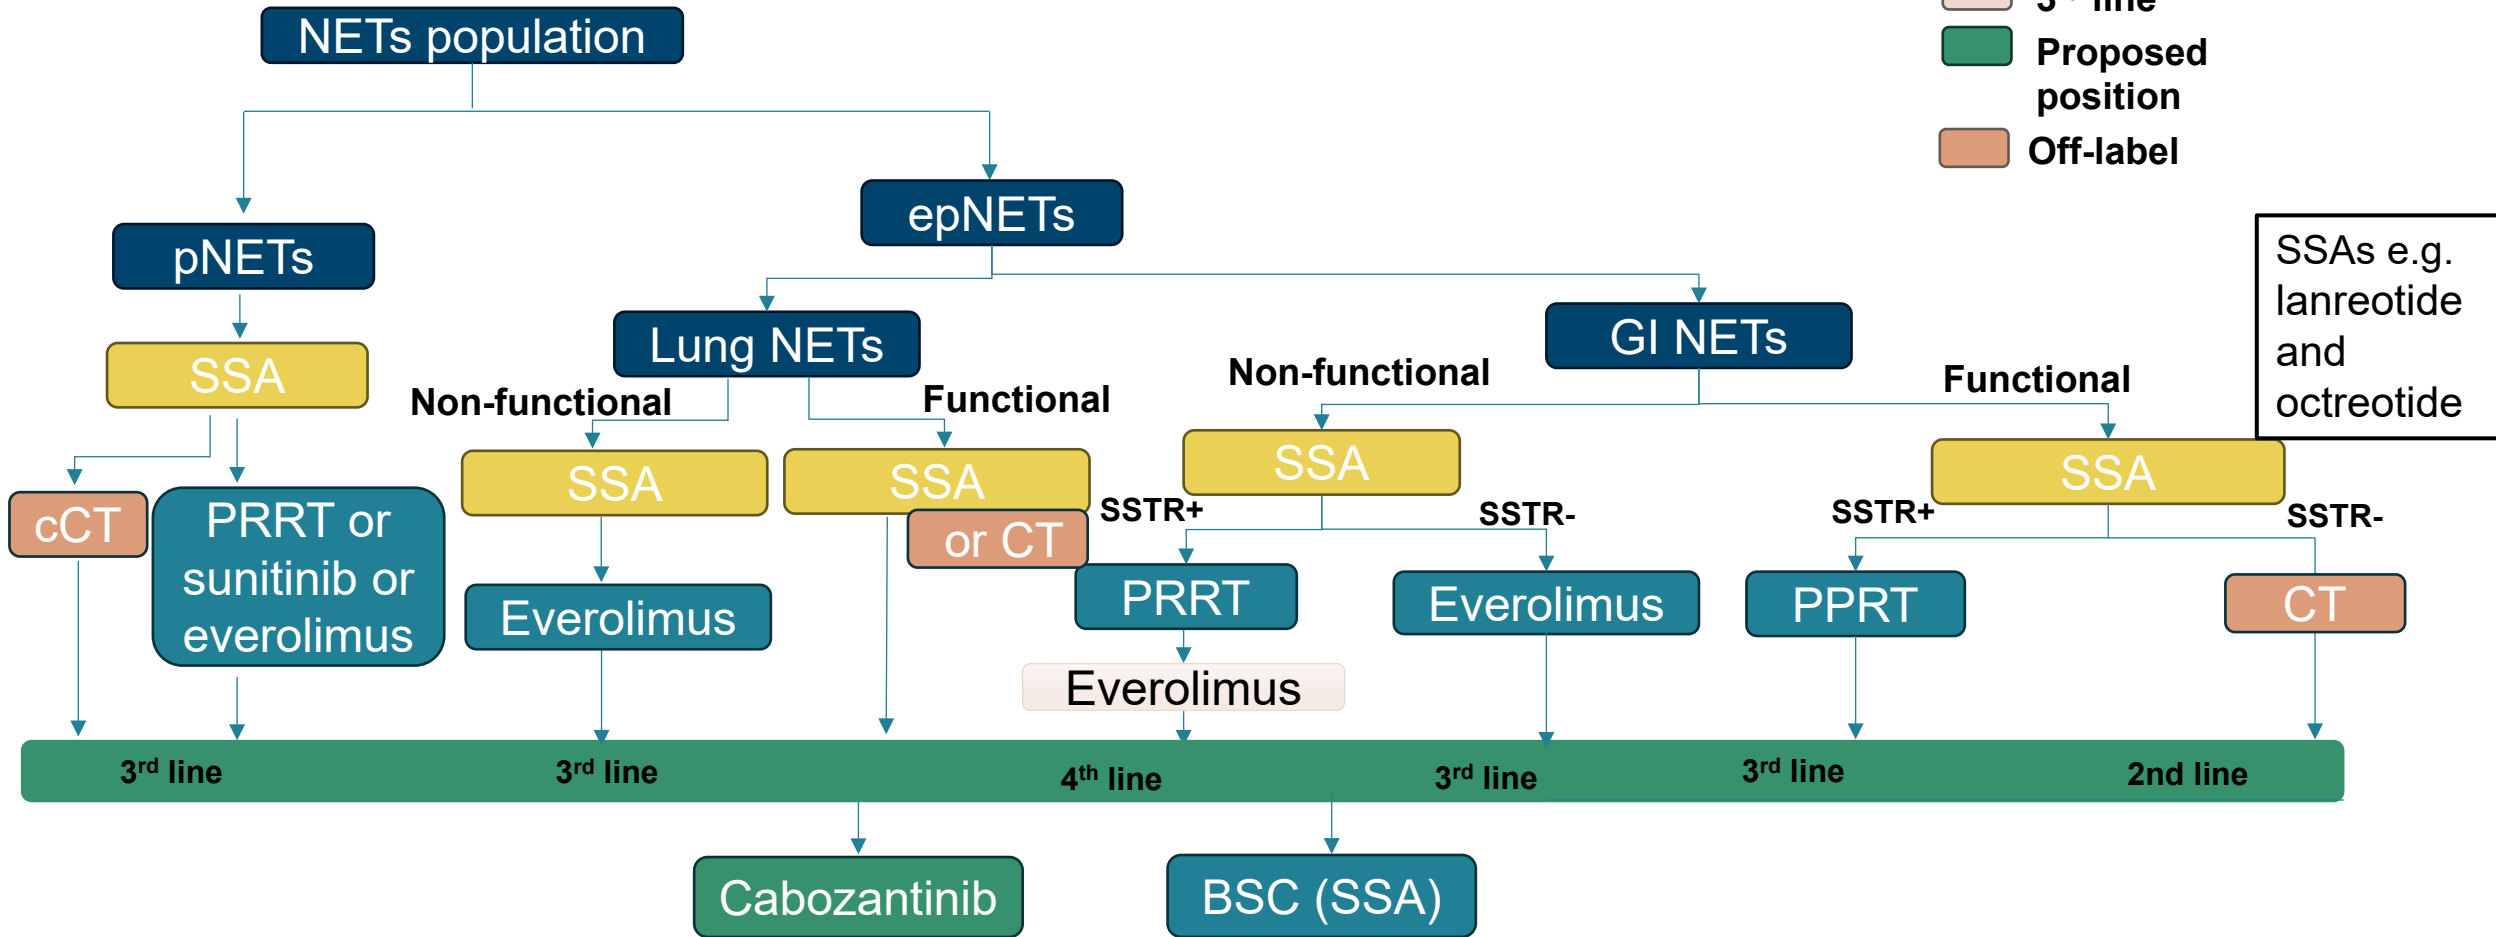 NETs population
3rd line
Proposed
position
Off-label
epNETs
pNETs
SSAs e.g.
lanreotide
and
octreotide
Lung NETs
GI NETs
SSA
Non-functional
Functional
Non-functional
Functional
SSA
SSA
or CT
SSA
SSA
cCT
PRRT or
sunitinib or
everolimus
SSTR+
SSTR-
SSTR+
SSTR-
Everolimus
PRRT
Everolimus
PPRT
CT
Everolimus
3rd line
3rd line
4th line
3rd line
3rd line
2nd line
Cabozantinib
BSC (SSA)